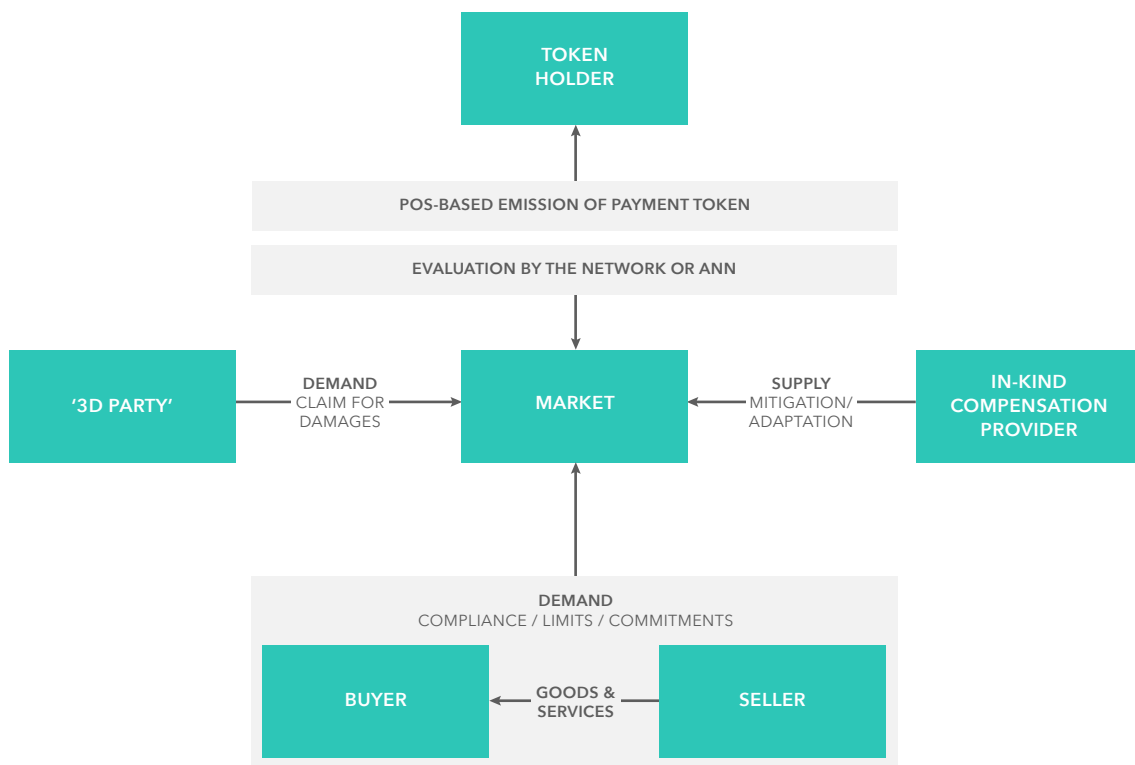 TOKEN
HOLDER
POS-BASED EMISSION OF PAYMENT TOKEN
EVALUATION BY THE NETWORK OR ANN
‘3D PARTY’
DEMAND
CLAIM FOR
DAMAGES
MARKET
SUPPLY
MITIGATION/
ADAPTATION
IN-KIND
COMPENSATION
PROVIDER
DEMAND
COMPLIANCE / LIMITS / COMMITMENTS
BUYER
GOODS &
SERVICES
SELLER